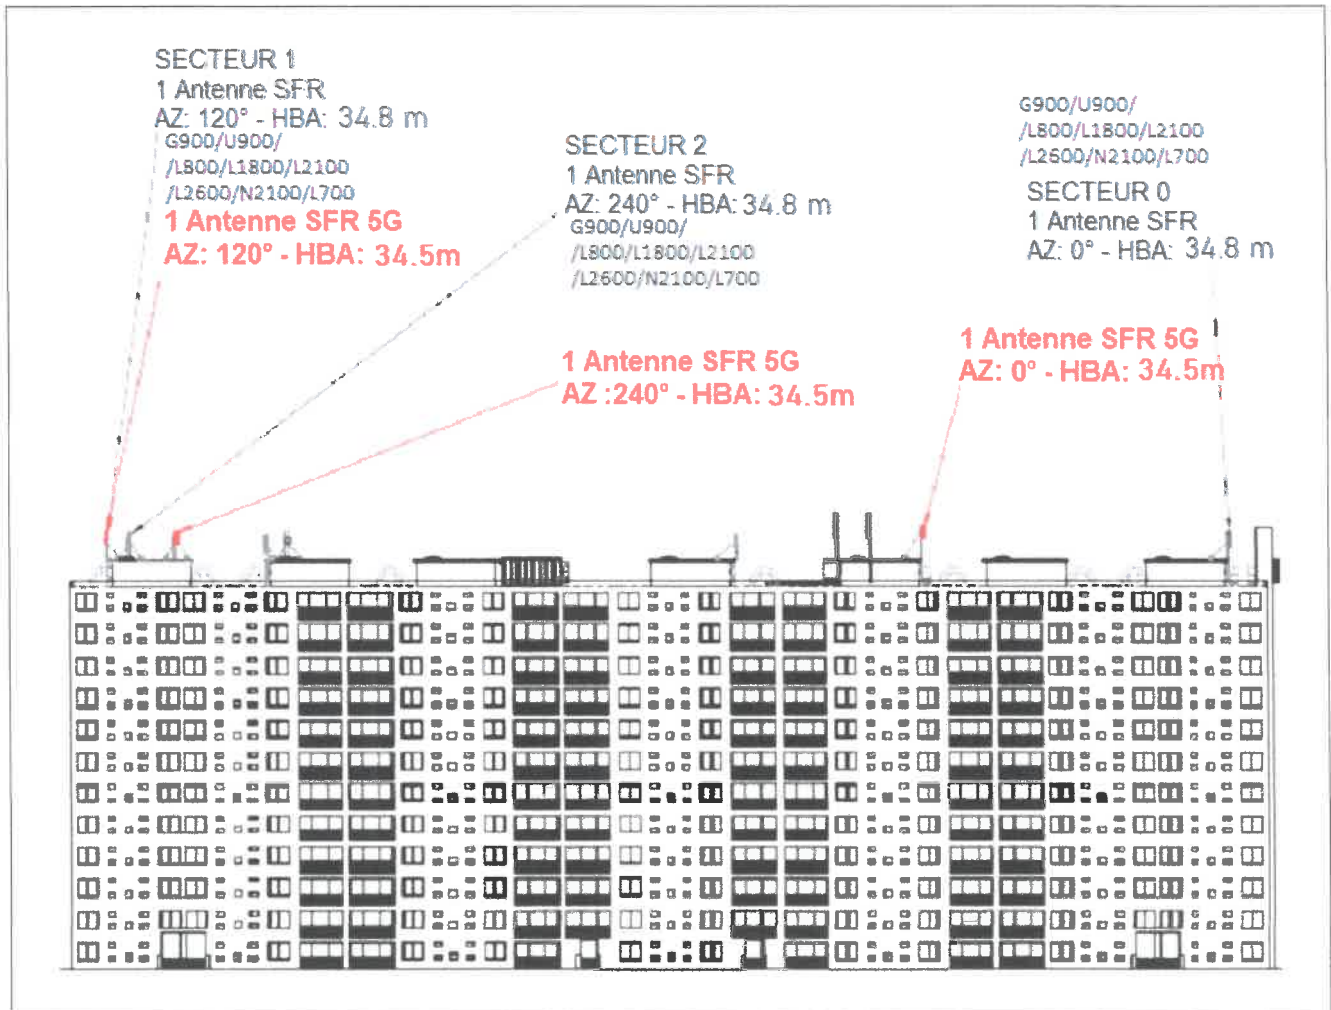 SECTEUR 1
1 Antenne SFR
AZ: 120° - HBA: 34.8 m
G900/U900/
/L800/L1800/L2100
/L2600/N2100/L700
1 Antenne SFR 5G
AZ: 120° - HBA: 34.5m
SECTEUR 2
1 Antenne SFR
AZ: 240° - HBA: 34.8 m
G900/U900/
/L800/L1800/L2100
/L2600/N2100/L700
1 Antenne SFR 5G
AZ :240° - HBA: 34.5m
G900/U900/
/L800/L1800/L2100
/L2600/N2100/L700
SECTEUR 0
1 Antenne SFR
AZ: 0° - HBA: 34.8 m
1 Antenne SFR 5G
AZ: 0° - HBA: 34.5m